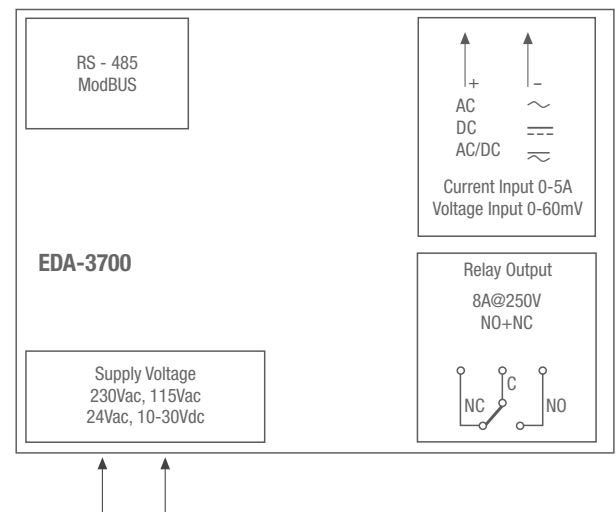 RS - 485
ModBUS
+ -
AC
DC
AC/DC
Current Input 0-5A
Voltage Input 0-60mV
EDA-3700
Relay Output
8A@250V
NO+NC
C
NC
NO
Supply Voltage
230Vac, 115Vac
24Vac, 10-30Vdc